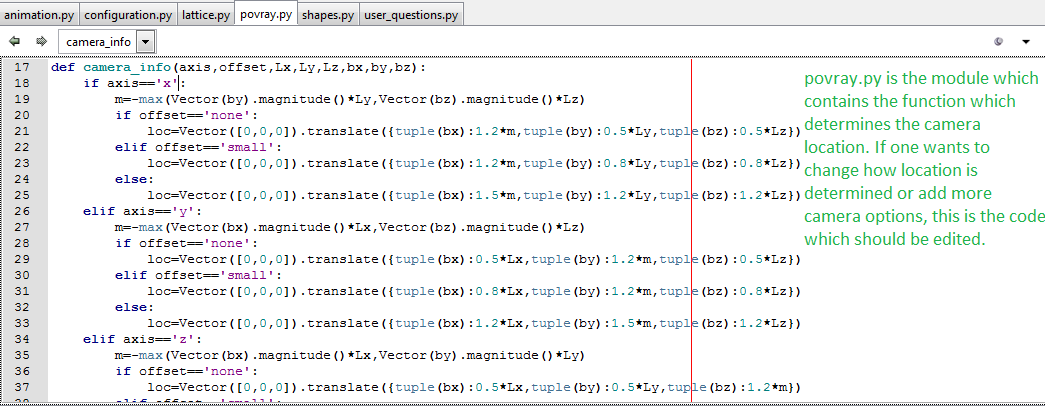 animation.py configuration.py lattice.py povray.py shapes.py user_questions.py
camera_info
17 def camera_info(axis,offset,Lx,Ly,Lz,bx,by,bz):
18 if axis=='x':
19 m=-max(Vector(by).magnitude()*Ly,Vector(bz).magnitude()*Lz)
20 if offset=='none':
21 loc=Vector([0,0,0]).translate({tuple(bx):1.2*m,tuple(by):0.5*Ly,tuple(bz):0.5*Lz})
22 elif offset=='small':
23 loc=Vector([0,0,0]).translate({tuple(bx):1.2*m,tuple(by):0.8*Ly,tuple(bz):0.8*Lz})
24 else:
25 loc=Vector([0,0,0]).translate({tuple(bx):1.5*m,tuple(by):1.2*Ly,tuple(bz):1.2*Lz})
26 elif axis=='y':
27 m=-max(Vector(bx).magnitude()*Lx,Vector(bz).magnitude()*Lz)
28 if offset=='none':
29 loc=Vector([0,0,0]).translate({tuple(bx):0.5*Lx,tuple(by):1.2*m,tuple(bz):0.5*Lz})
30 elif offset=='small':
31 loc=Vector([0,0,0]).translate({tuple(bx):0.8*Lx,tuple(by):1.2*m,tuple(bz):0.8*Lz})
32 else:
33 loc=Vector([0,0,0]).translate({tuple(bx):1.2*Lx,tuple(by):1.5*m,tuple(bz):1.2*Lz})
34 elif axis=='z':
35 m=-max(Vector(bx).magnitude()*Lx,Vector(by).magnitude()*Ly)
36 if offset=='none':
37 loc=Vector([0,0,0]).translate({tuple(bx):0.5*Lx,tuple(by):0.5*Ly,tuple(bz):1.2*m})
povray.py is the module which
contains the function which
determines the camera
location. If one wants to
change how location is
determined or add more
camera options, this is the code
which should be edited.